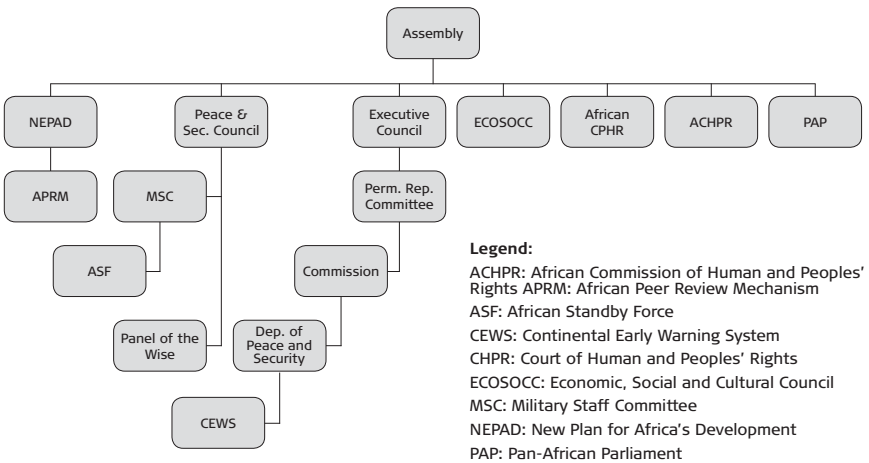 Assembly
NEPAD
Peace &
Sec. Council
Executive
Council
ECOSOCC
African
CPHR
ACHPR
PAP
APRM
MSC
Perm. Rep.
Committee
ASF
Commission
Panel of the
Wise
Dep. of
Peace and
Security
CEWS
Legend:
ACHPR: African Commission of Human and Peoples'
Rights APRM: African Peer Review Mechanism
ASF: African Standby Force
CEWS: Continental Early Warning System
CHPR: Court of Human and Peoples' Rights
ECOSOCC: Economic, Social and Cultural Council
MSC: Military Staff Committee
NEPAD: New Plan for Africa's Development
PAP: Pan-African Parliament